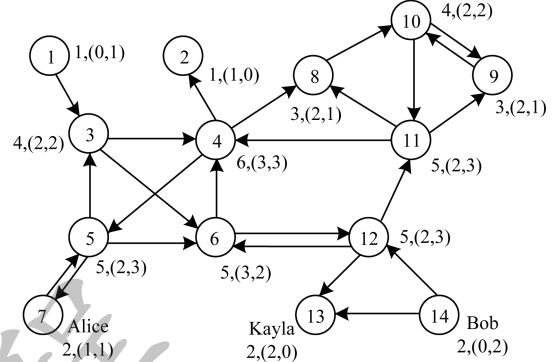 10 4,(2,2)
1 1,(0,1) 2 1,(1,0) 8 3,(2,1) 9 3,(2,1)
3 4,(2,2) 4 6,(3,3) 11 5,(2,3)
5 5,(2,3) 6 5,(3,2) 12 5,(2,3)
7 Alice 13 Kayla 14 Bob
2,(1,1) 2,(2,0) 2,(0,2)